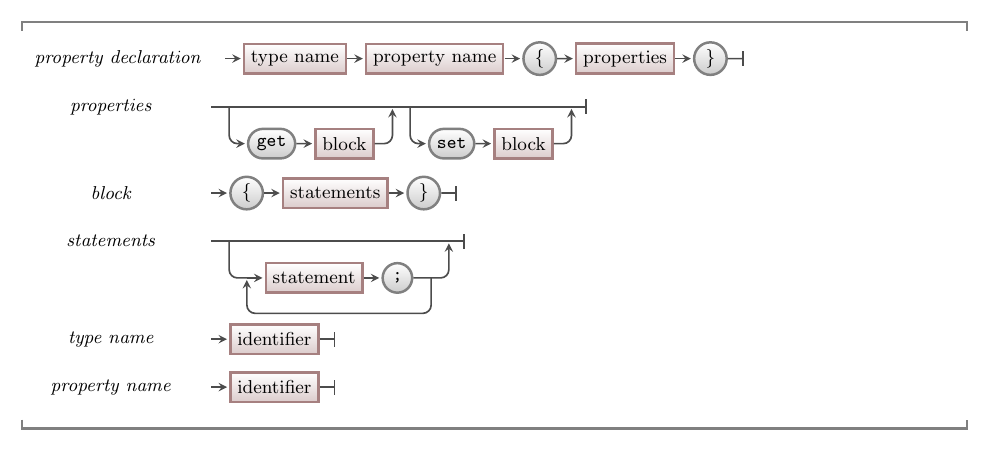 property declaration type name property name { properties }
properties
get block set block
block { statements }
statements
statement ;
type name identifier
property name identifier